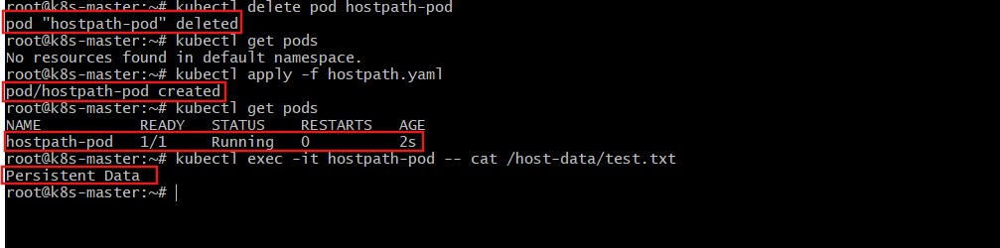 root@k8s-master:~# kubectl delete pod hostpath-pod
pod "hostpath-pod" deleted
root@k8s-master:~# kubectl get pods
No resources found in default namespace.
root@k8s-master:~# kubectl apply -f hostpath.yaml
pod/hostpath-pod created
root@k8s-master:~# kubectl get pods
NAME           READY   STATUS    RESTARTS   AGE
hostpath-pod   1/1     Running   0          2s
root@k8s-master:~# kubectl exec -it hostpath-pod -- cat /host-data/test.txt
Persistent Data
root@k8s-master:~#